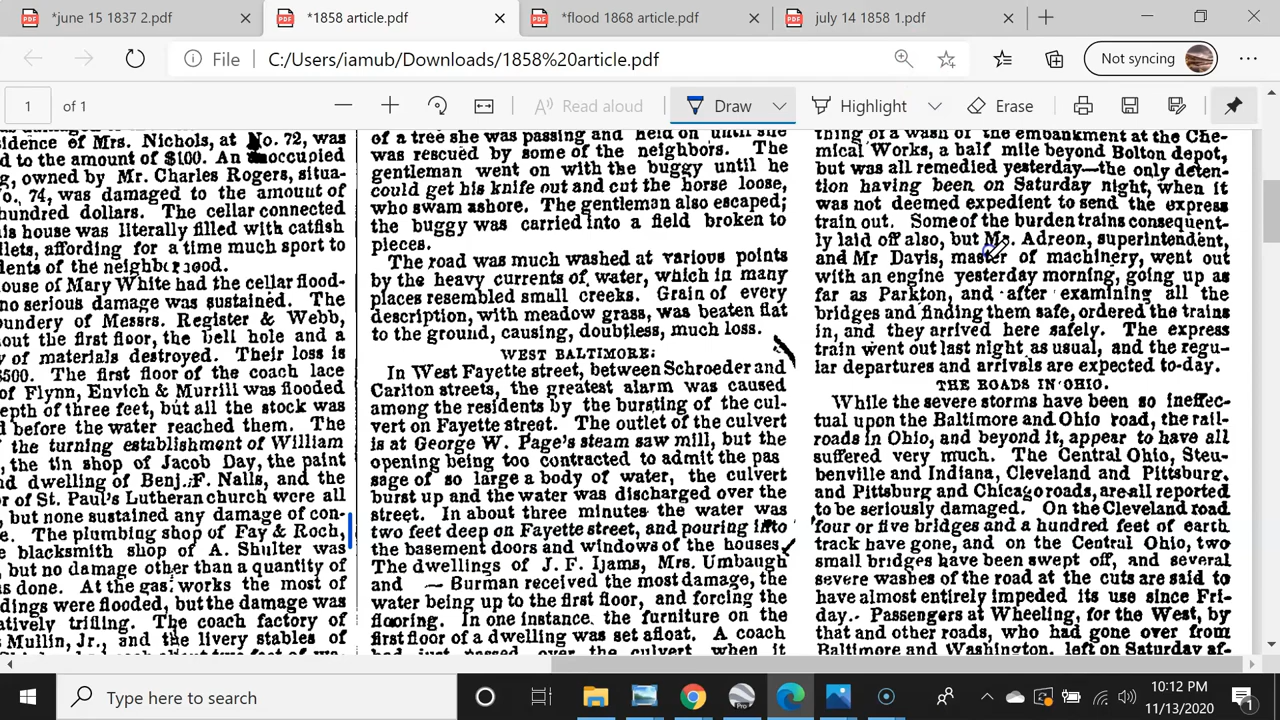 *june 15 1837 2.pdf
*1858 article.pdf
*flood 1868 article.pdf
july 14 1858 1.pdf
File
C:/Users/iamub/Downloads/1858%20article.pdf
Not syncing
1
of 1
Read aloud
Draw
Highlight
Erase
idence of Mrs. Nichols, at No. 72, was
d to the amount of $100. An unoccupied
g, owned by Mr. Charles Rogers, situa-
o. 74, was damaged to the amount of
hundred dollars. The cellar connected
is house was literally filled with catfish
llets, affording for a time much sport to
dents of the neighborhood.
ouse of Mary White had the cellar flood-
no serious damage was sustained. The
oundery of Messrs. Register & Webb,
out the first floor, the bell hole and a
y of materials destroyed. Their loss is
$500. The first floor of the coach lace
of Flynn, Envich & Murrill was flooded
epth of three feet, but all the stock was
d before the water reached them. The
f the turning establishment of William
, the tin shop of Jacob Day, the paint
nd dwelling of Benj. F. Nalls, and the
or of St. Paul's Lutheran church were all
, but none sustained any damage of con-
e. The plumbing shop of Fay & Roch,
e blacksmith shop of A. Shulter was
, but no damage other than a quantity of
s done. At the gas works the most of
dings were flooded, but the damage was
atively trifling. The coach factory of
s Mullin, Jr., and the livery stables of
of a tree she was passing and held on until she
was rescued by some of the neighbors. The
gentleman went on with the buggy until he
could get his knife out and cut the horse loose,
who swam ashore. The gentleman also escaped;
the buggy was carried into a field broken to
pieces.
The road was much washed at various points
by the heavy currents of water, which in many
places resembled small creeks. Grain of every
description, with meadow grass, was beaten flat
to the ground, causing, doubtless, much loss.
WEST BALTIMORE.
In West Fayette street, between Schroeder and
Carlton streets, the greatest alarm was caused
among the residents by the bursting of the cul-
vert on Fayette street. The outlet of the culvert
is at George W. Page's steam saw mill, but the
opening being too contracted to admit the pas
sage of so large a body of water, the culvert
burst up and the water was discharged over the
street. In about three minutes the water was
two feet deep on Fayette street, and pouring into
the basement doors and windows of the houses.
The dwellings of J. F. Ijams, Mrs. Umbaugh
and — Burman received the most damage, the
water being up to the first floor, and forcing the
flooring. In one instance, the furniture on the
first floor of a dwelling was set afloat. A coach
had just passed over the culvert when it
thing of a wash of the embankment at the Che-
mical Works, a half mile beyond Bolton depot,
but was all remedied yesterday—the only deten-
tion having been on Saturday night, when it
was not deemed expedient to send the express
train out. Some of the burden trains consequent-
ly laid off also, but Mr. Adreon, superintendent,
and Mr Davis, master of machinery, went out
with an engine yesterday morning, going up as
far as Parkton, and after examining all the
bridges and finding them safe, ordered the trains
in, and they arrived here safely. The express
train went out last night as usual, and the regu-
lar departures and arrivals are expected to-day.
THE ROADS IN OHIO.
While the severe storms have been so ineffec-
tual upon the Baltimore and Ohio road, the rail-
roads in Ohio, and beyond it, appear to have all
suffered very much. The Central Ohio, Steu-
benville and Indiana, Cleveland and Pittsburg,
and Pittsburg and Chicago roads, are all reported
to be seriously damaged. On the Cleveland road
four or five bridges and a hundred feet of earth
track have gone, and on the Central Ohio, two
small bridges have been swept off, and several
severe washes of the road at the cuts are said to
have almost entirely impeded its use since Fri-
day. Passengers at Wheeling, for the West, by
that and other roads, who had gone over from
Baltimore and Washington, left on Saturday af-
Type here to search
10:12 PM
11/13/2020
1